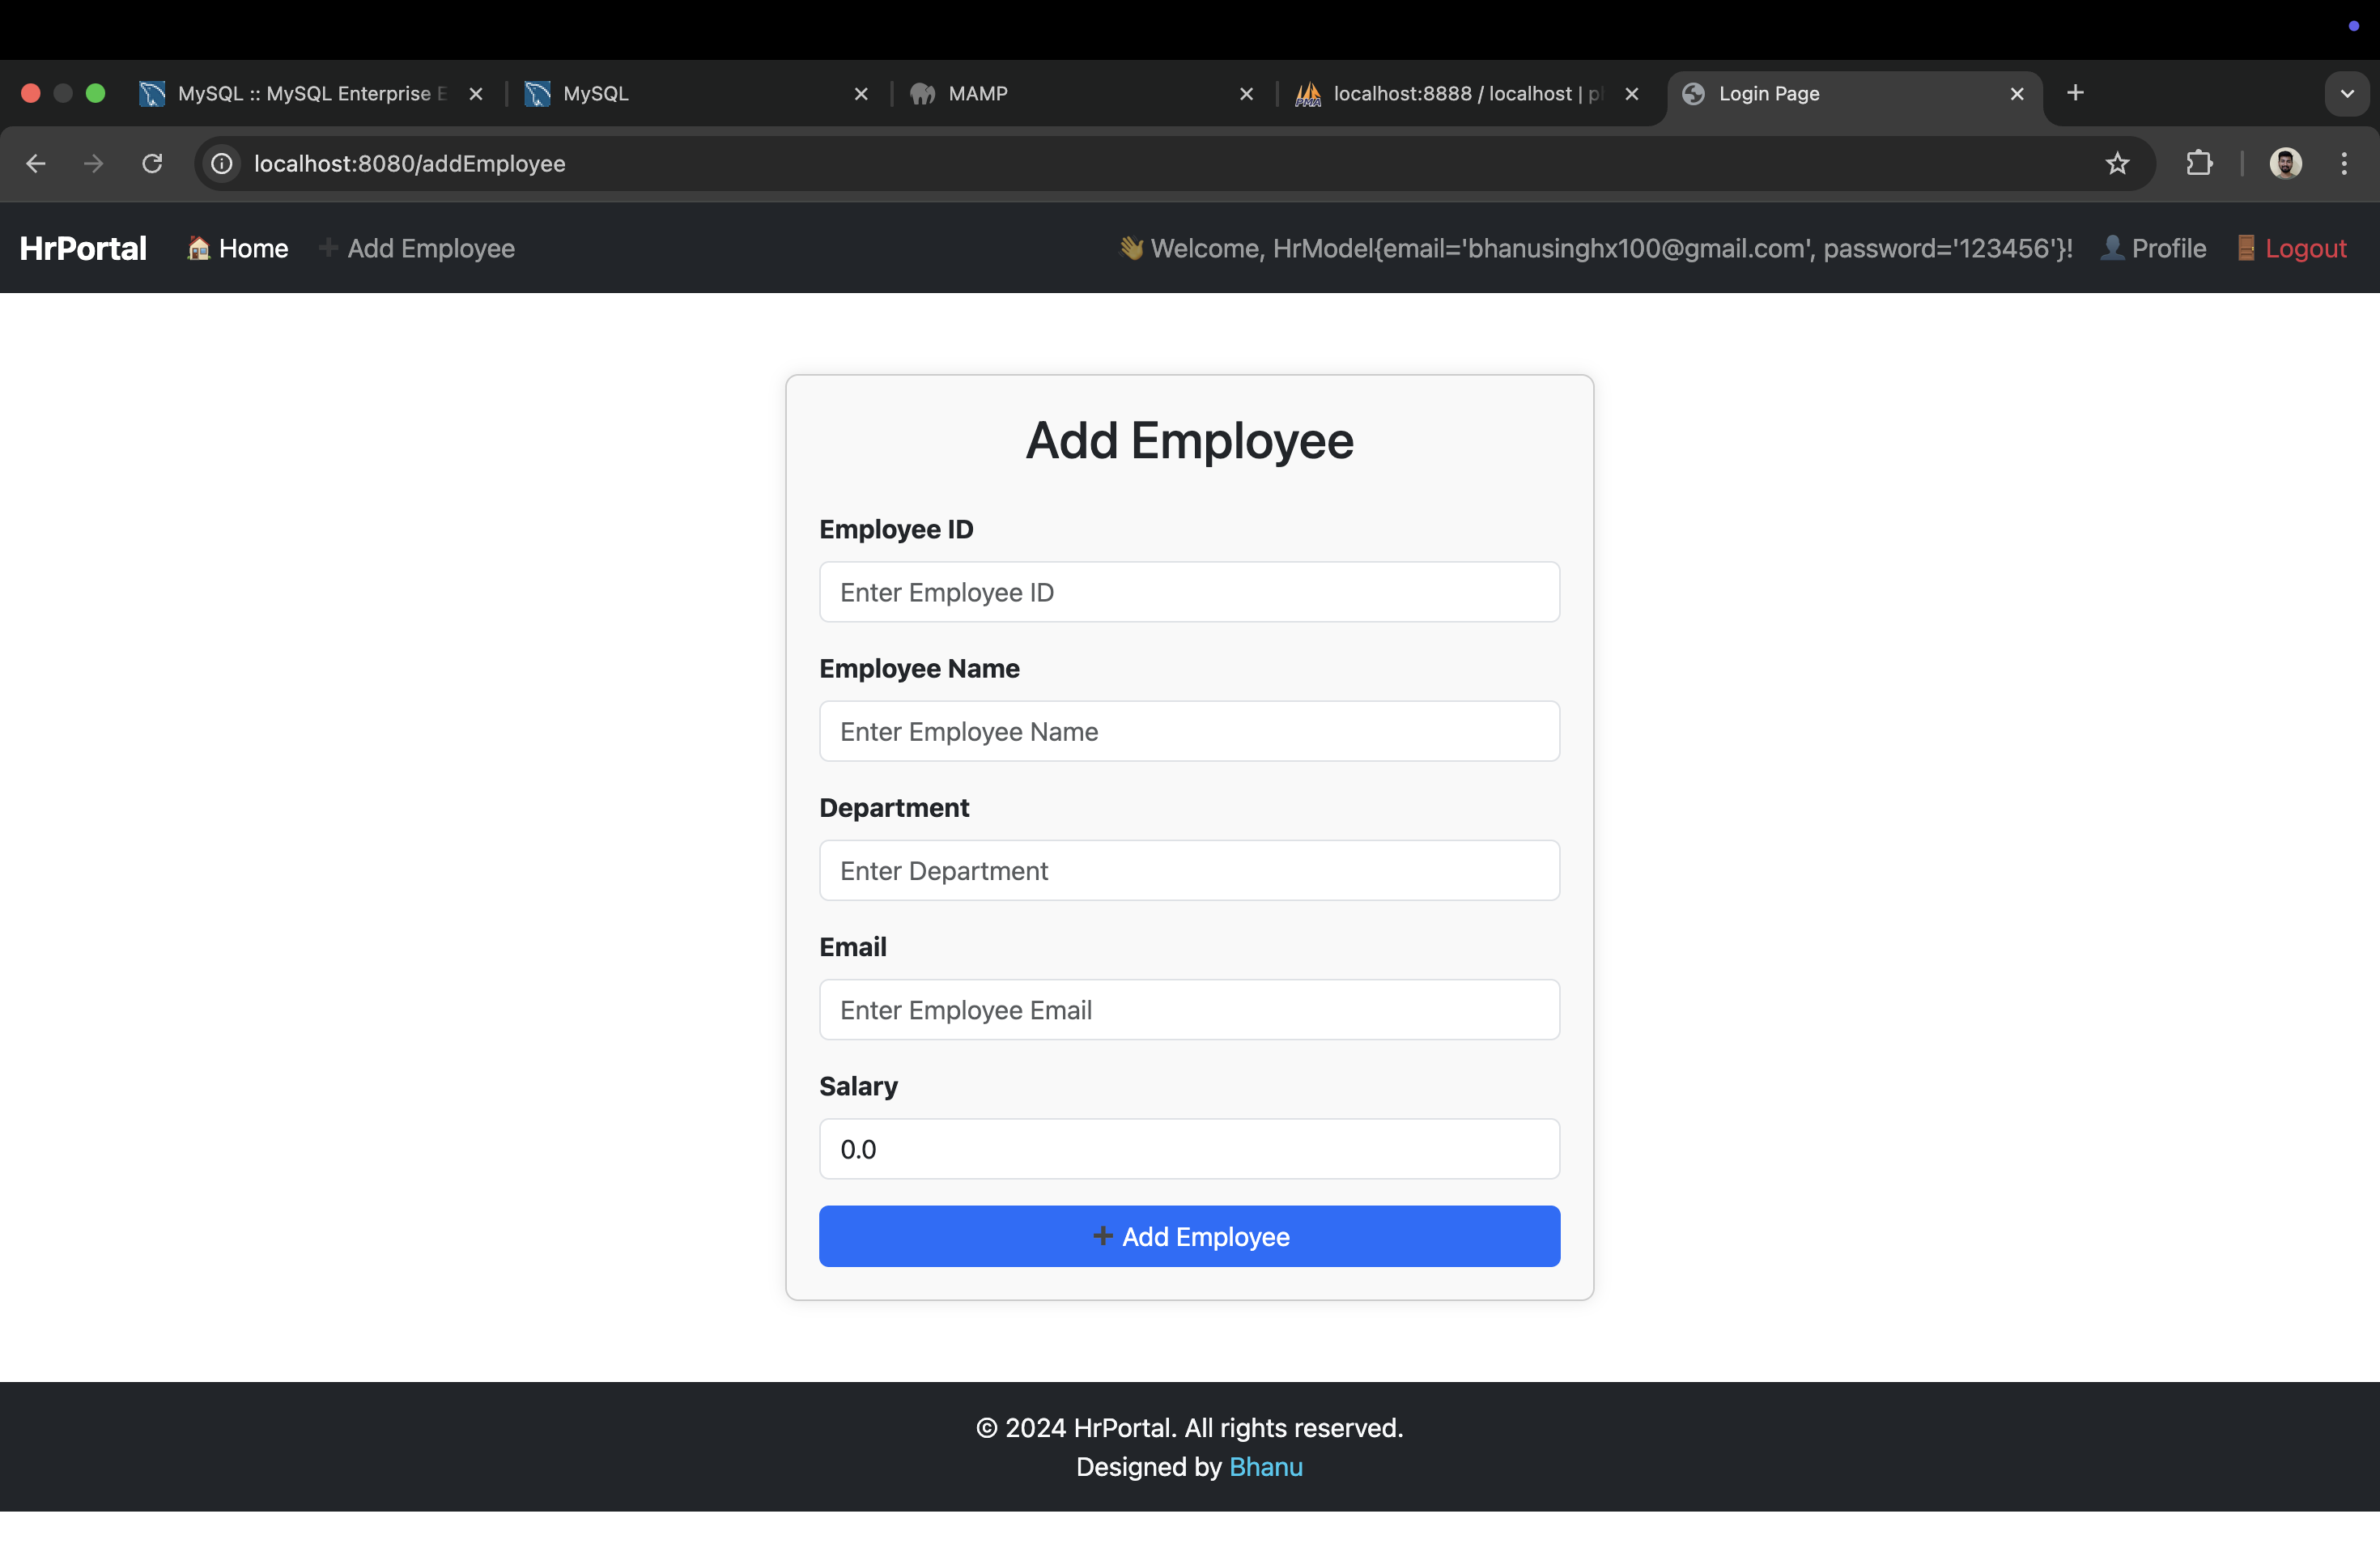 MySQL :: MySQL Enterprise E
MySQL
MAMP
localhost:8888 / localhost | p
Login Page
localhost:8080/addEmployee
HrPortal
Home
Add Employee
Welcome, HrModel{email='bhanusinghx100@gmail.com', password='123456'}!
Profile
Logout
Add Employee
Employee ID
Enter Employee ID
Employee Name
Enter Employee Name
Department
Enter Department
Email
Enter Employee Email
Salary
0.0
Add Employee
© 2024 HrPortal. All rights reserved.
Designed by Bhanu